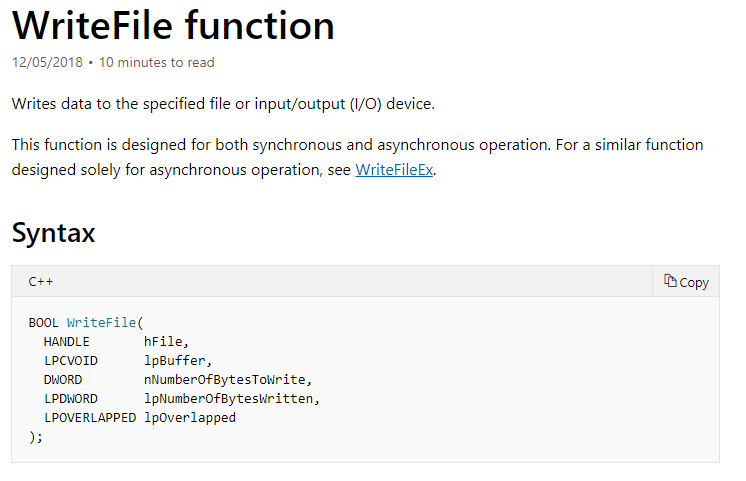 WriteFile function
12/05/2018 • 10 minutes to read
Writes data to the specified file or input/output (I/O) device.
This function is designed for both synchronous and asynchronous operation. For a similar function
designed solely for asynchronous operation, see WriteFileEx.
Syntax
C++ Copy
BOOL WriteFile(
  HANDLE       hFile,
  LPCVOID      lpBuffer,
  DWORD        nNumberOfBytesToWrite,
  LPDWORD      lpNumberOfBytesWritten,
  LPOVERLAPPED lpOverlapped
);